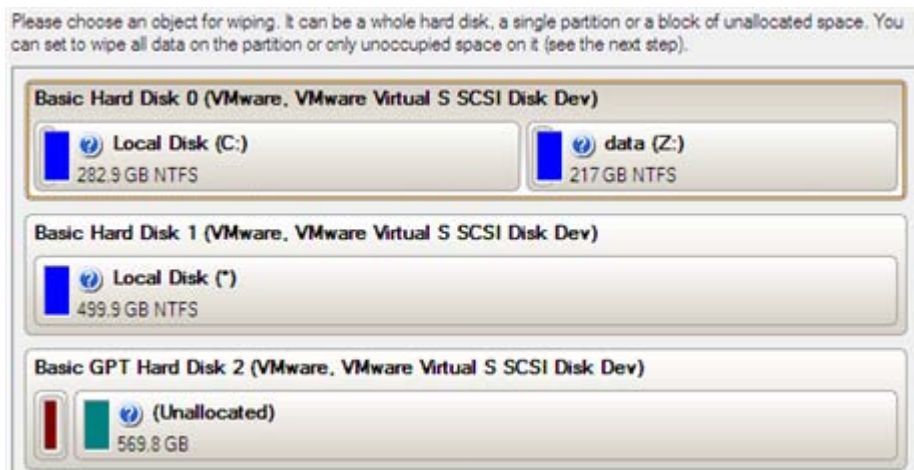 Please choose an object for wiping. It can be a whole hard disk, a single partition or a block of unallocated space. You
can set to wipe all data on the partition or only unoccupied space on it (see the next step).
Basic Hard Disk 0 (VMware, VMware Virtual S SCSI Disk Dev)
Local Disk (C:)
282.9 GB NTFS
data (Z:)
217 GB NTFS
Basic Hard Disk 1 (VMware, VMware Virtual S SCSI Disk Dev)
Local Disk (*)
499.9 GB NTFS
Basic GPT Hard Disk 2 (VMware, VMware Virtual S SCSI Disk Dev)
(Unallocated)
569.8 GB